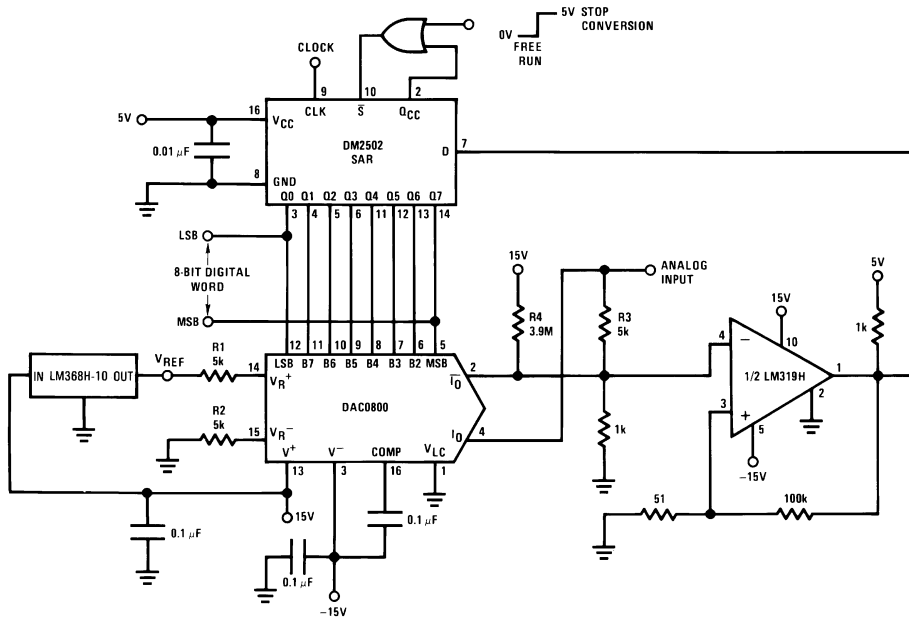 5V STOP
CONVERSION
0V
FREE
RUN
CLOCK
9
10
2
CLK
S̅
QCC
16
5V
VCC
DM2502
SAR
D
7
0.01 μF
8
GND
Q0 Q1 Q2 Q3 Q4 Q5 Q6 Q7
3 4 5 6 11 12 13 14
LSB
8-BIT DIGITAL
WORD
MSB
15V
R4
3.9M
ANALOG
INPUT
R3
5k
5V
1k
15V
10
4
−
1/2 LM319H
1
2
3
+
5
−15V
12 11 10 9 8 7 6 5
LSB B7 B6 B5 B4 B3 B2 MSB
IN LM368H-10 OUT
VREF
R1
5k
14
VR+
I̅O
2
DAC0800
R2
5k
15
VR−
IO
4
V+
V−
COMP
VLC
13
3
16
1
1k
51
100k
15V
0.1 μF
0.1 μF
0.1 μF
−15V